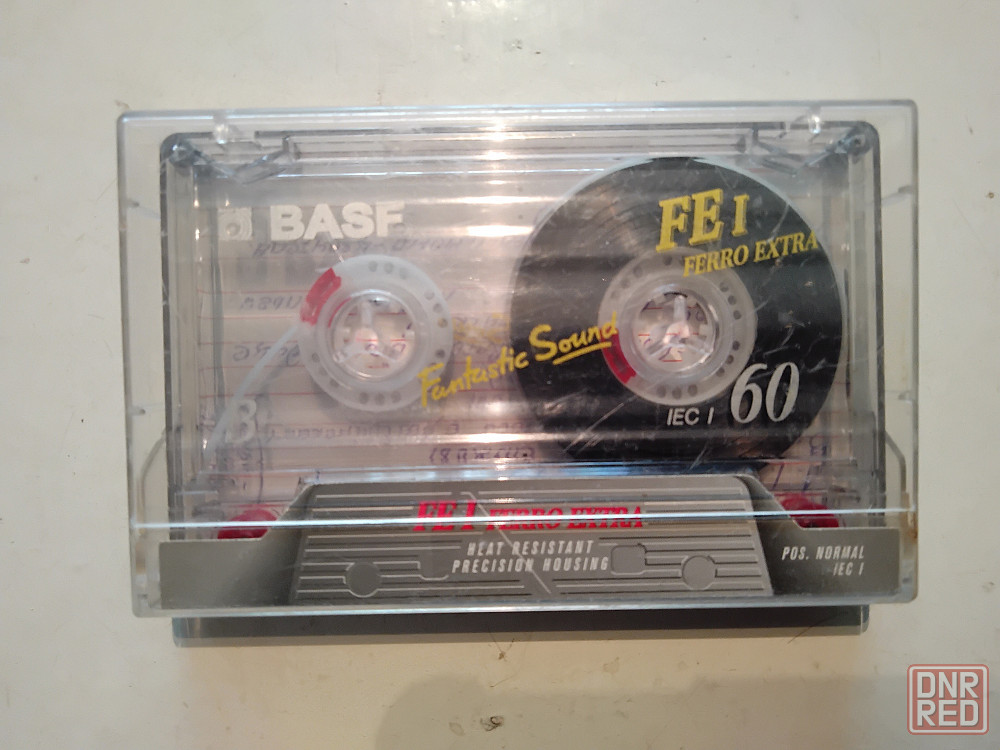 BASF
FE I
FERRO EXTRA
Fantastic Sound
IEC I 60
B
FE I FERRO EXTRA
HEAT RESISTANT
PRECISION HOUSING
POS. NORMAL
IEC I
DNR
RED